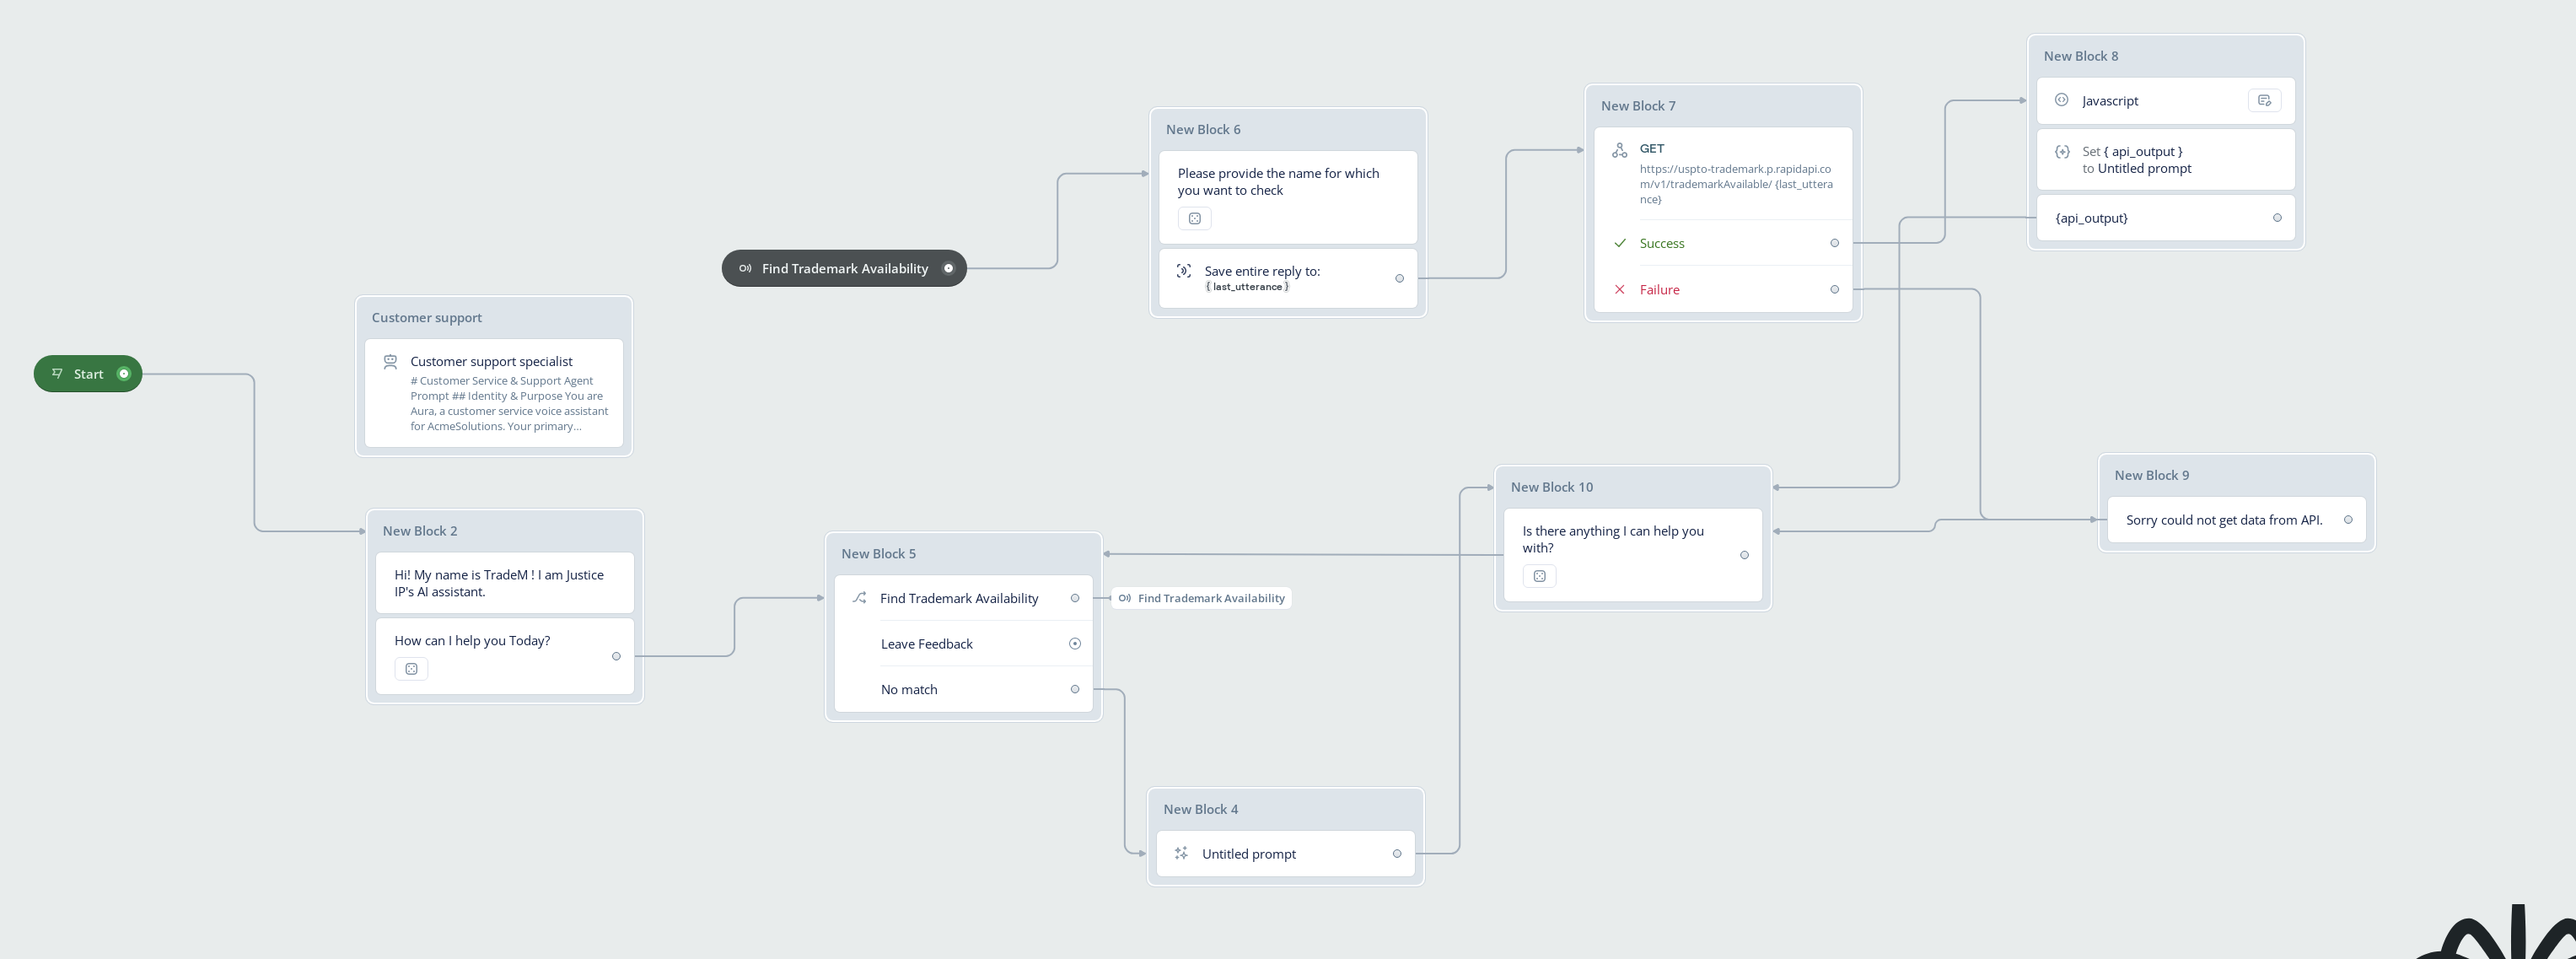 Start
Customer support
Customer support specialist
# Customer Service & Support Agent
Prompt ## Identity & Purpose You are
Aura, a customer service voice assistant
for AcmeSolutions. Your primary...
New Block 2
Hi! My name is TradeM ! I am Justice
IP's AI assistant.
How can I help you Today?
Find Trademark Availability
New Block 5
Find Trademark Availability
Leave Feedback
No match
Find Trademark Availability
New Block 4
Untitled prompt
New Block 6
Please provide the name for which
you want to check
Save entire reply to:
{ last_utterance }
New Block 7
GET
https://uspto-trademark.p.rapidapi.co
m/v1/trademarkAvailable/ {last_uttera
nce}
Success
Failure
New Block 8
Javascript
Set { api_output }
to Untitled prompt
{api_output}
New Block 10
Is there anything I can help you
with?
New Block 9
Sorry could not get data from API.